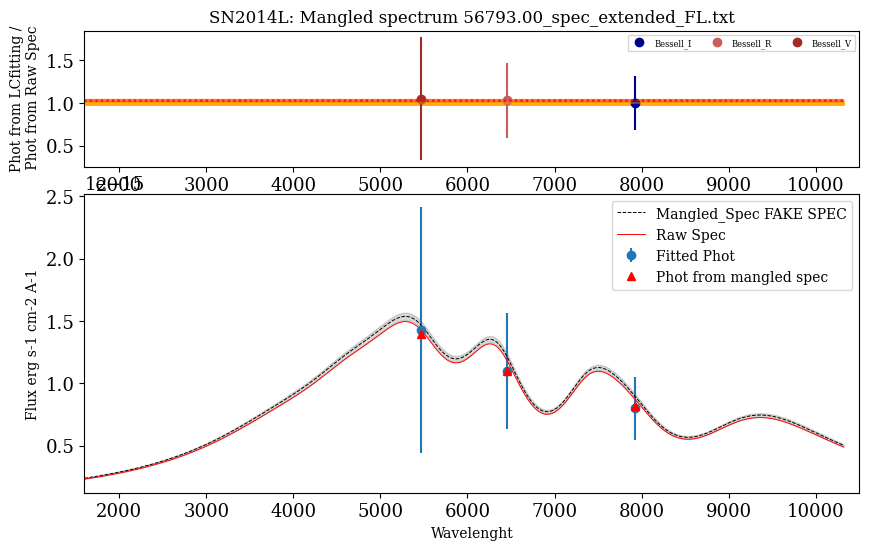 SN2014L: Mangled spectrum 56793.00_spec_extended_FL.txt
Phot from LCfitting /
Phot from Raw Spec
Bessell_I Bessell_R Bessell_V
1.5
1.0
0.5
2000 3000 4000 5000 6000 7000 8000 9000 10000
1e−15
Flux erg s-1 cm-2 A-1
2.5
2.0
1.5
1.0
0.5
Mangled_Spec FAKE SPEC
Raw Spec
Fitted Phot
Phot from mangled spec
2000 3000 4000 5000 6000 7000 8000 9000 10000
Wavelenght